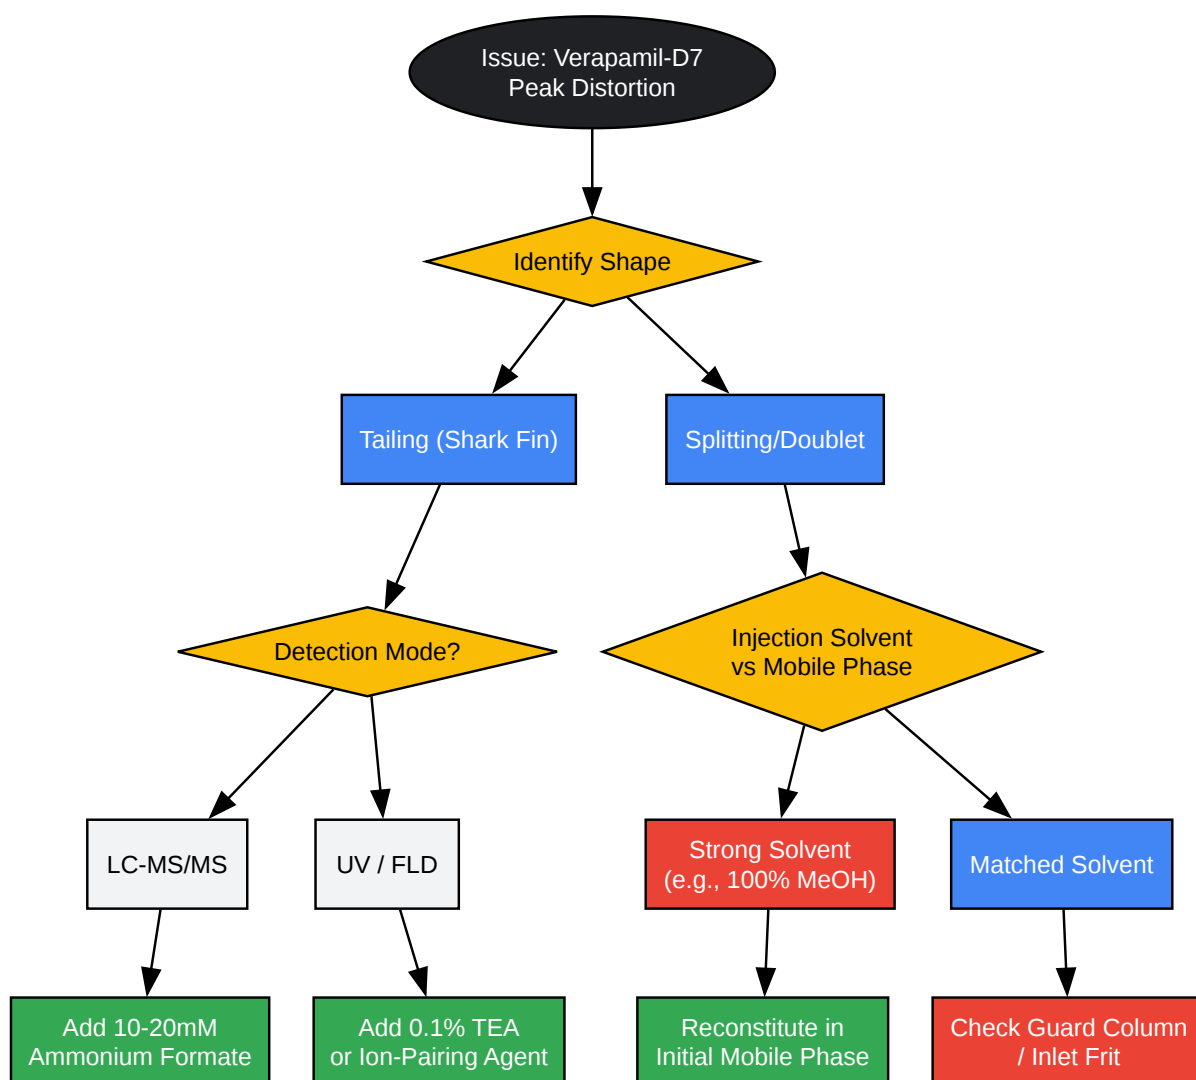 Issue: Verapamil-D7
Peak Distortion
Identify Shape
Tailing (Shark Fin)
Splitting/Doublet
Detection Mode?
Injection Solvent
vs Mobile Phase
LC-MS/MS
UV / FLD
Strong Solvent
(e.g., 100% MeOH)
Matched Solvent
Add 10-20mM
Ammonium Formate
Add 0.1% TEA
or Ion-Pairing Agent
Reconstitute in
Initial Mobile Phase
Check Guard Column
/ Inlet Frit